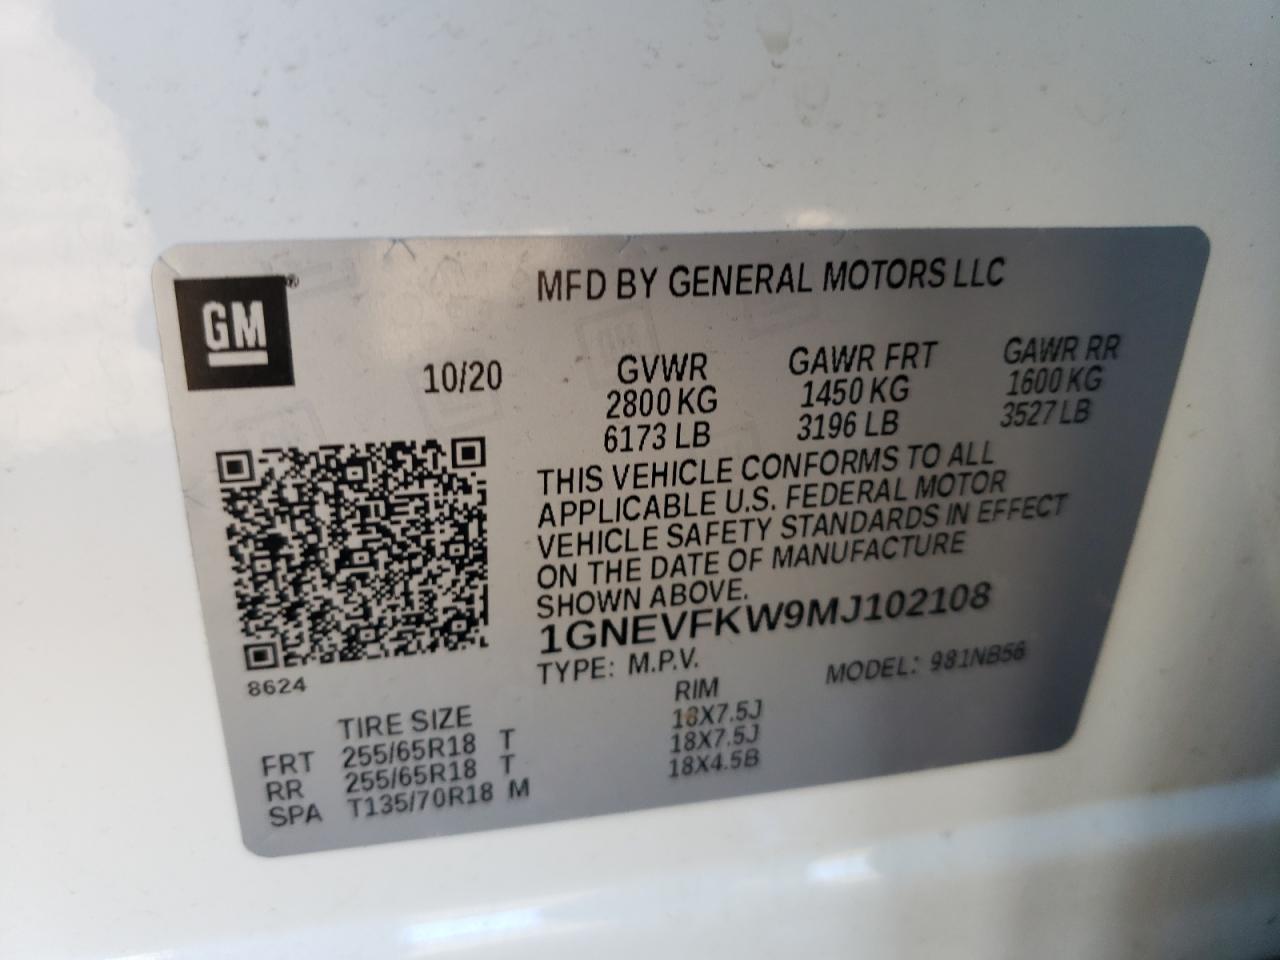 GM®
MFD BY GENERAL MOTORS LLC
10/20
GVWR GAWR FRT GAWR RR
2800 KG 1450 KG 1600 KG
6173 LB 3196 LB 3527 LB
THIS VEHICLE CONFORMS TO ALL
APPLICABLE U.S. FEDERAL MOTOR
VEHICLE SAFETY STANDARDS IN EFFECT
ON THE DATE OF MANUFACTURE
SHOWN ABOVE.
1GNEVFKW9MJ102108
TYPE: M.P.V. MODEL: 981NB56
8624
TIRE SIZE RIM
FRT 255/65R18 T 18X7.5J
RR 255/65R18 T 18X7.5J
SPA T135/70R18 M 18X4.5B